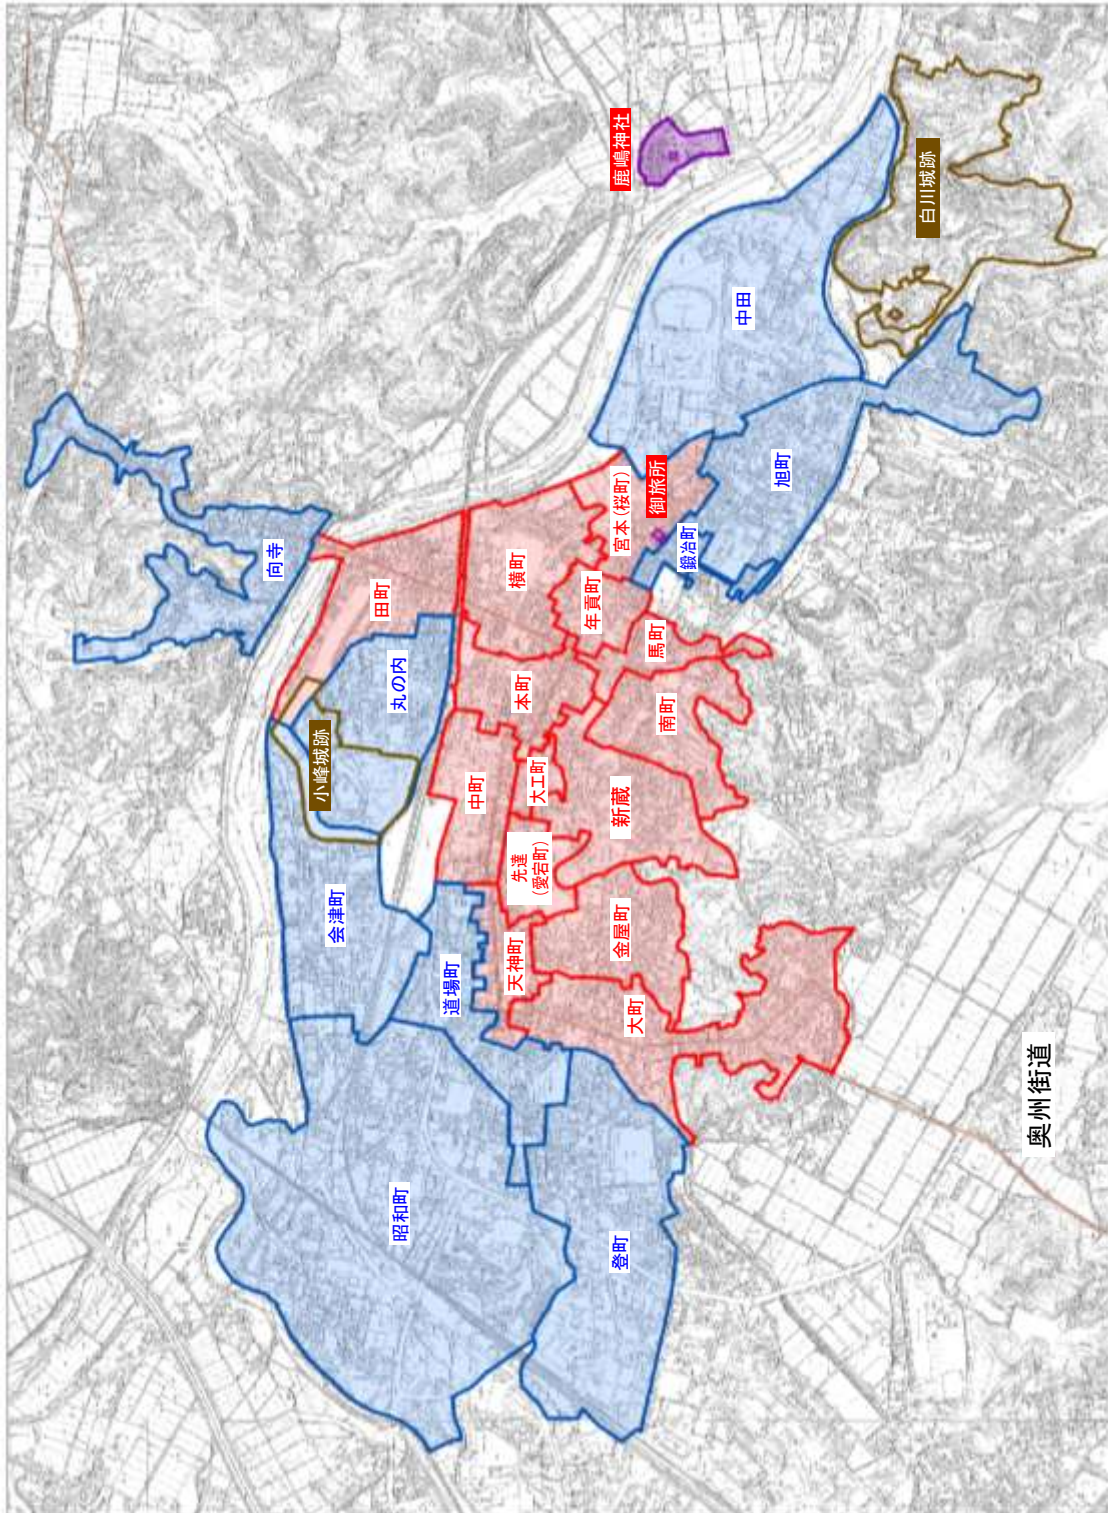 向寺
田町
丸の内
小峰城跡
会津町
道場町
昭和町
登町
鹿嶋神社
中田
白川城跡
旭町
鍛冶町
御旅所
宮本(桜町)
横町
年貢町
馬町
本町
南町
中町
大工町
新蔵
先達
(愛宕町)
天神町
金屋町
大町
奥州街道